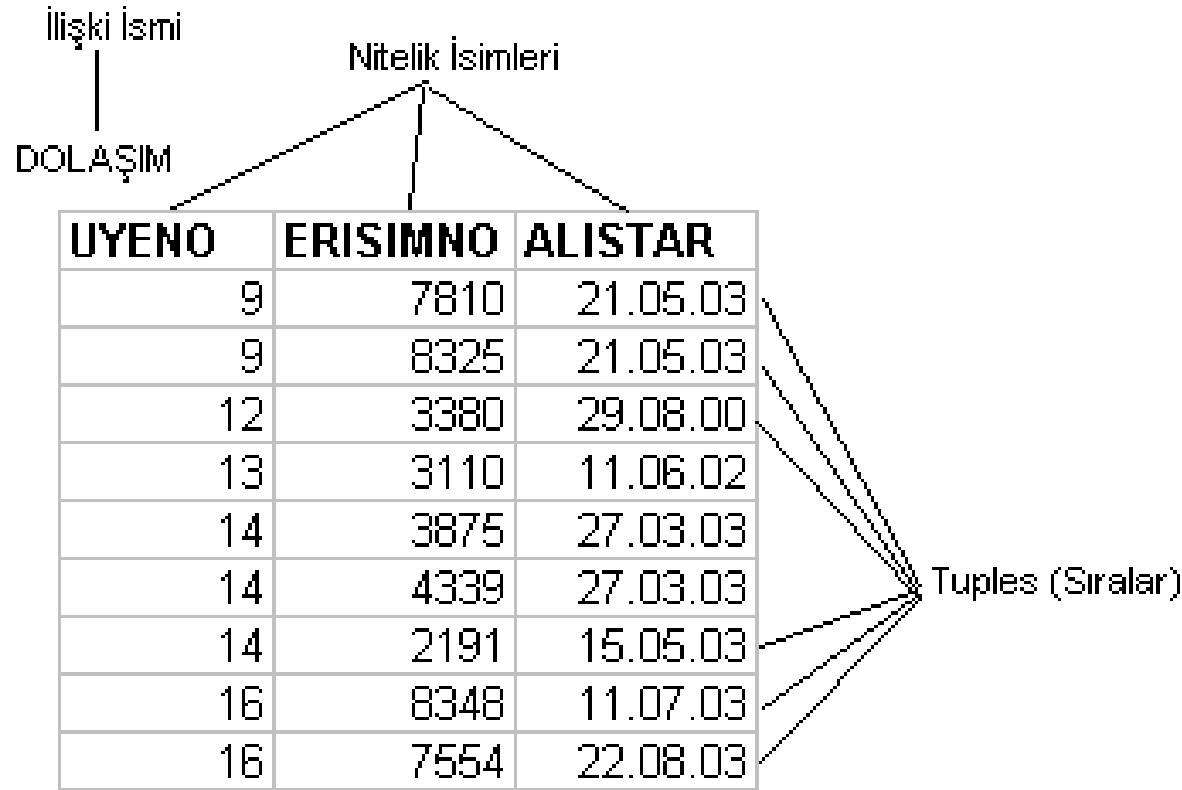 İlişki İsmi
Nitelik İsimleri
DOLAŞIM
UYENO ERISIMNO ALISTAR
9 7810 21.05.03
9 8325 21.05.03
12 3380 29.08.00
13 3110 11.06.02
14 3875 27.03.03
14 4339 27.03.03
Tuples (Sıralar)
14 2191 15.05.03
16 8348 11.07.03
16 7554 22.08.03